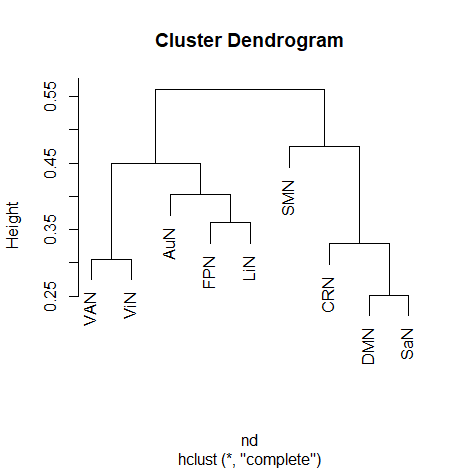 Cluster Dendrogram
Height
0.55
0.45
0.35
0.25
VAN
ViN
AuN
FPN
LiN
SMN
CRN
DMN
SaN
nd
hclust (*, "complete")